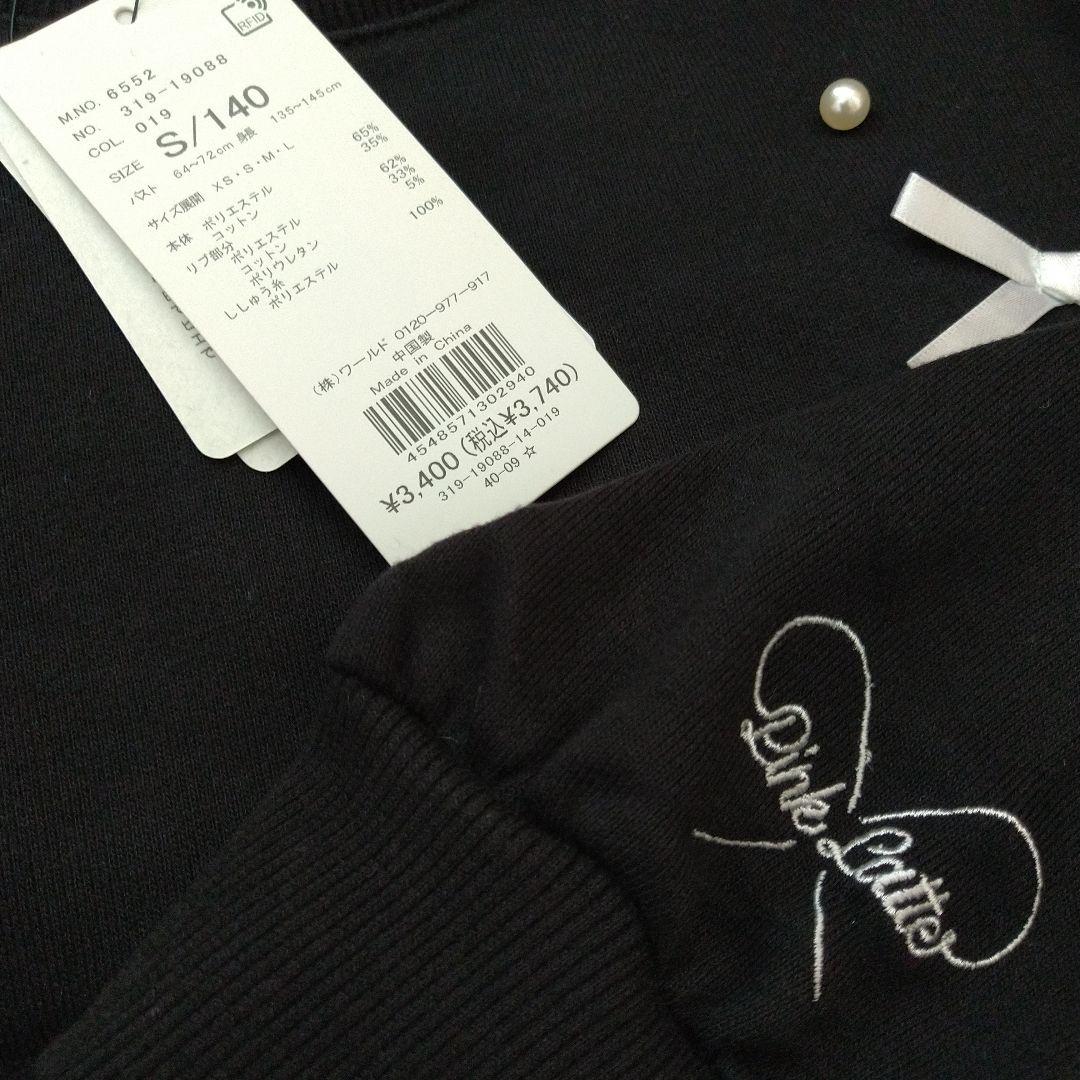 RFID
M.NO. 6552
NO. 319-19088
COL. 019
SIZE S/140
バスト 64~72cm 身長 135~145cm
サイズ展開 XS・S・M・L
本体 ポリエステル 65%
コットン 35%
リブ部分 ポリエステル 62%
コットン 33%
ポリウレタン 5%
ししゅう糸 ポリエステル 100%
(株)ワールド 0120-977-917
中国製
Made in China
4548571302940
¥3,400 (税込¥3,740)
319-19088-14-019
40-09 ☆
Pink
Latte